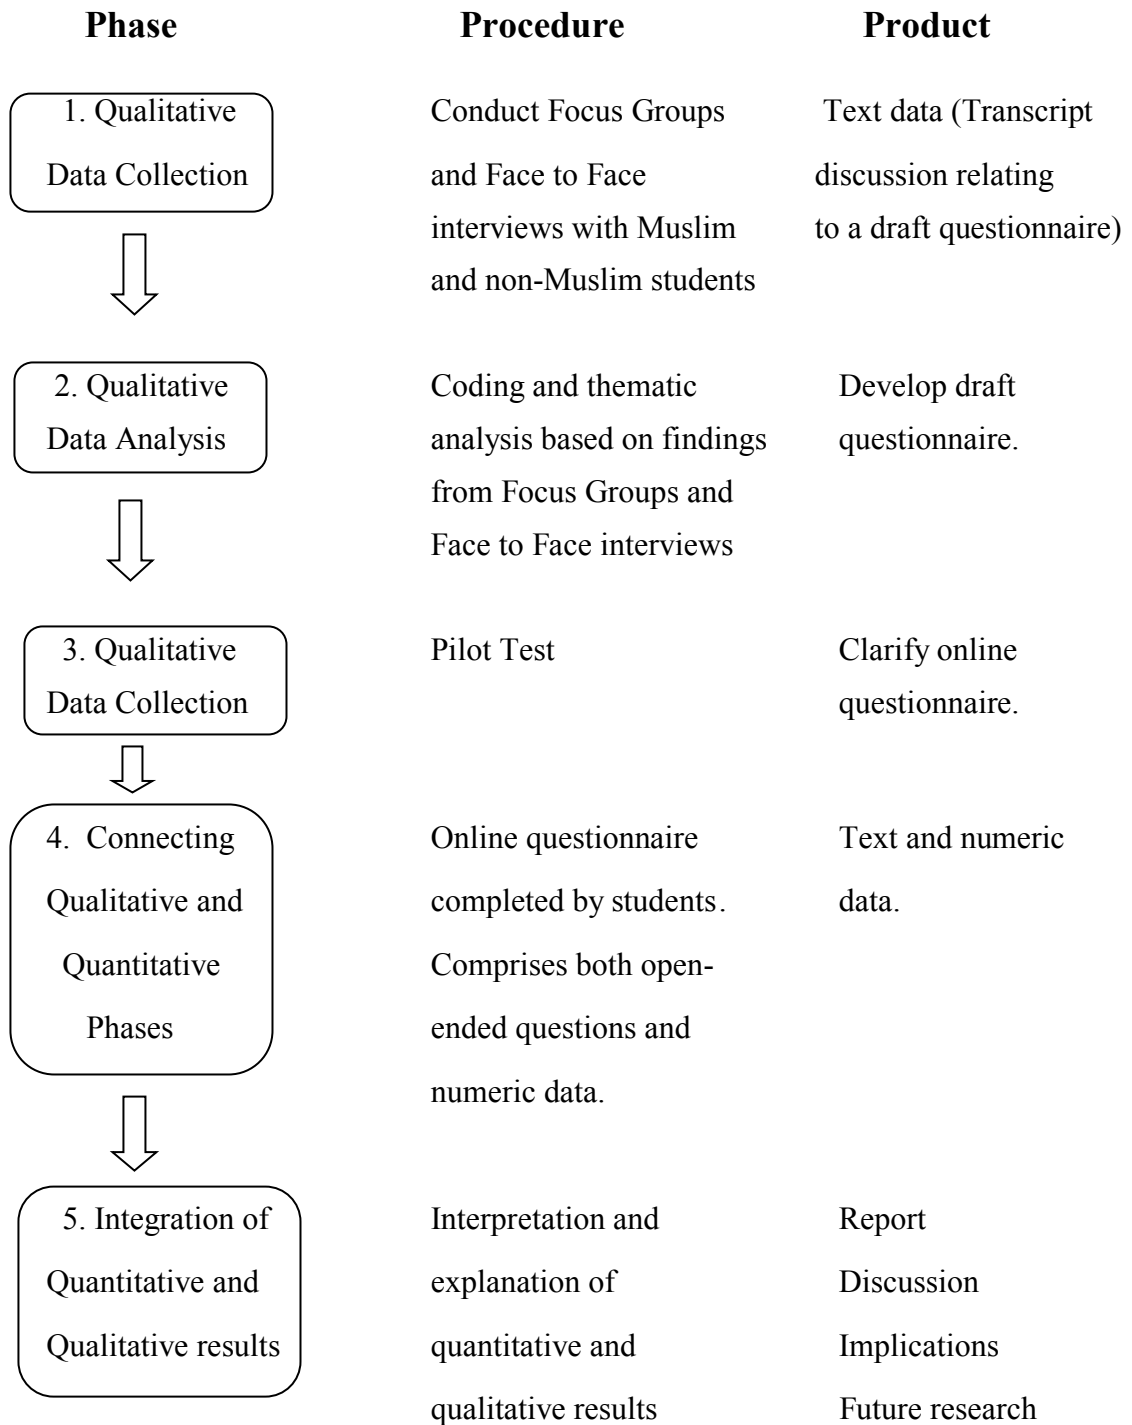 Phase Procedure Product
1. Qualitative
Data Collection
Conduct Focus Groups
and Face to Face
interviews with Muslim
and non-Muslim students
Text data (Transcript
discussion relating
to a draft questionnaire)
2. Qualitative
Data Analysis
Coding and thematic
analysis based on findings
from Focus Groups and
Face to Face interviews
Develop draft
questionnaire.
3. Qualitative
Data Collection
Pilot Test
Clarify online
questionnaire.
4. Connecting
Qualitative and
Quantitative
Phases
Online questionnaire
completed by students.
Comprises both open-
ended questions and
numeric data.
Text and numeric
data.
5. Integration of
Quantitative and
Qualitative results
Interpretation and
explanation of
quantitative and
qualitative results
Report
Discussion
Implications
Future research